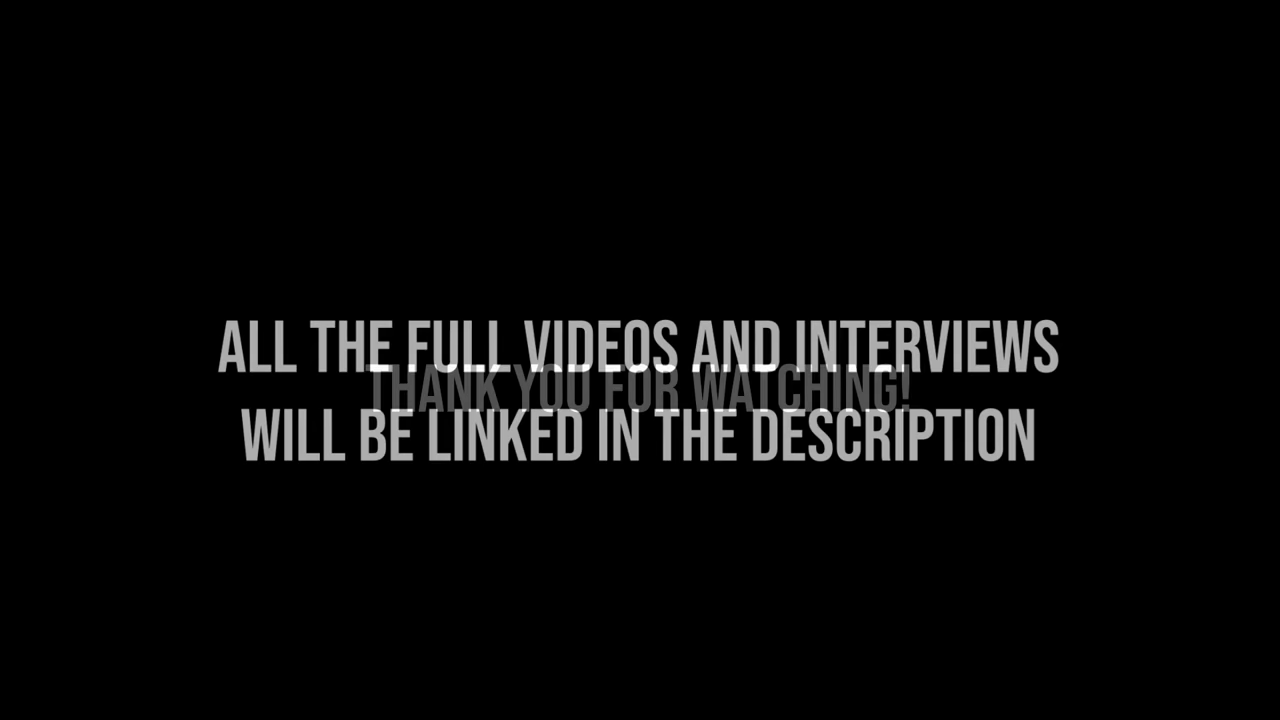 ALL THE FULL VIDEOS AND INTERVIEWS
THANK YOU FOR WATCHING!
WILL BE LINKED IN THE DESCRIPTION